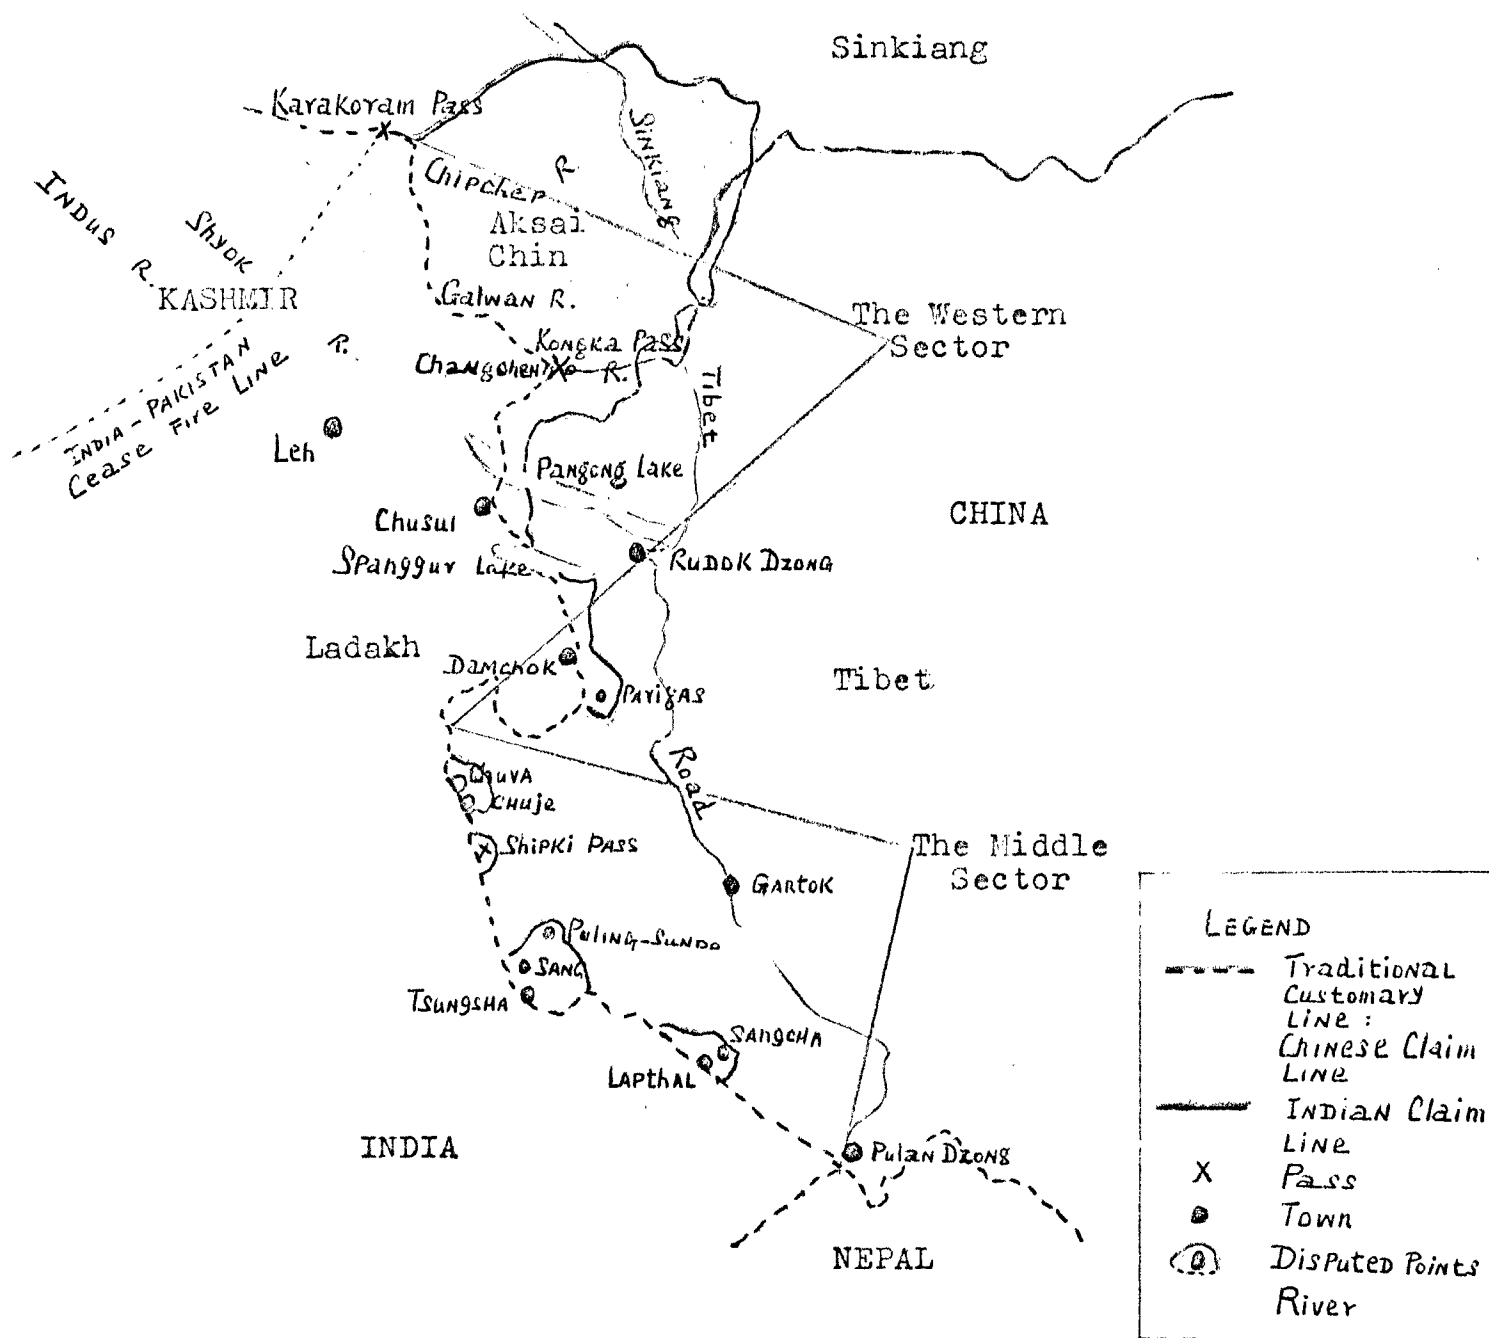 Sinkiang
Karakoram Pass
Chipchap R
Sinkiang
INDUS R.
Shyok
R.
Aksai
Chin
KASHMIR
Galwan R.
The Western
Sector
Kongka Pass
R.
INDIA-PAKISTAN
Cease Fire Line
Tibet
Leh
Pangong Lake
CHINA
Chusul
Spanggur Lake
RUDOK DZONG
Ladakh
Damchok
Tibet
Parigas
Road
Chuje
Shipki Pass
The Middle
Sector
Gartok
Puling-Sundo
Sang
Tsungsha
Sangcha
Lapthal
INDIA
Pulan Dzong
NEPAL
LEGEND
Traditional
Customary
Line:
Chinese Claim
Line
Indian Claim
Line
X Pass
Town
Disputed Points
River